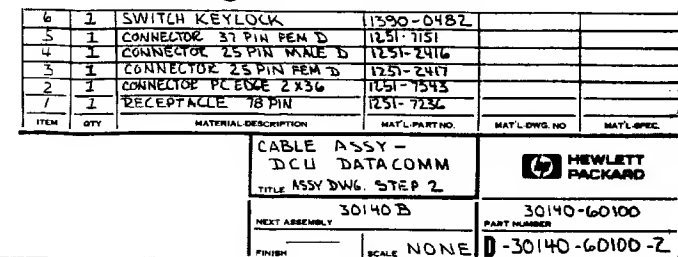 6 1 SWITCH KEYLOCK 1390-0482
5 1 CONNECTOR 37 PIN FEM D 1251-7151
4 1 CONNECTOR 25 PIN MALE D 1251-2416
3 1 CONNECTOR 25 PIN FEM D 1251-2417
2 1 CONNECTOR PC EDGE 2X36 1251-7543
1 1 RECEPTACLE 78 PIN 1251-7236
ITEM QTY MATERIAL-DESCRIPTION MAT'L-PART NO. MAT'L-DWG. NO MAT'L-SPEC.
CABLE ASSY-
DCU DATACOMM
TITLE ASSY DWG. STEP 2
hp HEWLETT
PACKARD
30140B
NEXT ASSEMBLY
30140-60100
PART NUMBER
FINISH
SCALE NONE
D-30140-60100-2